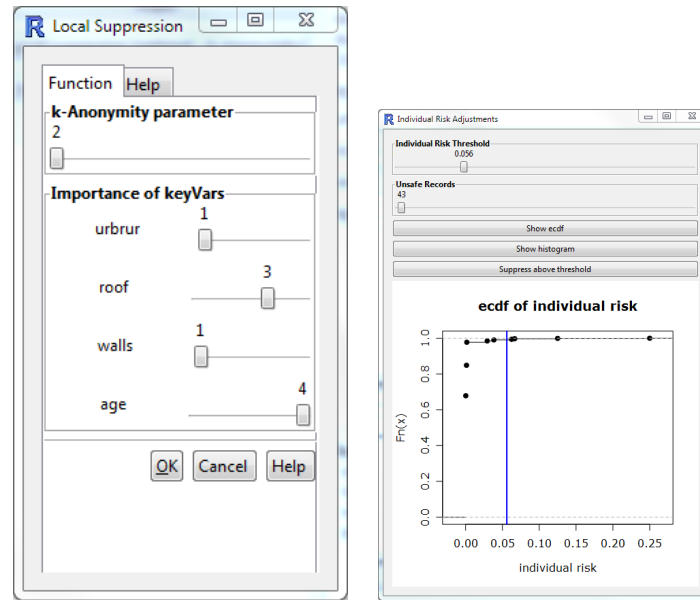 Local Suppression
Function Help
k-Anonymity parameter
2
Importance of keyVars
1
urbrur
3
roof
1
walls
4
age
OK Cancel Help
Individual Risk Adjustments
Individual Risk Threshold
0.056
Unsafe Records
43
Show ecdf
Show histogram
Suppress above threshold
ecdf of individual risk
Fn(x)
1.0
0.8
0.6
0.4
0.2
0.0
0.00 0.05 0.10 0.15 0.20 0.25
individual risk